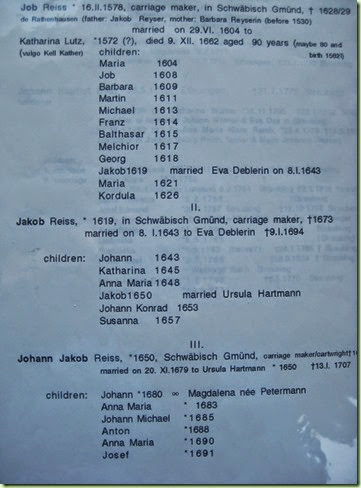 Job Reiss * 16.II.1578, carriage maker, in Schwäbisch Gmünd, † 1628/29
de Rathenhausen (father: Jakob Reyser, mother: Barbara Reyserin (before 1530)
married on 29.VI. 1604 to
Katharina Lutz, *1572 (?), died 9. XII. 1662 aged 90 years (maybe 80 and
(vulgo Kell Kather) children: birth 1582)
Maria 1604
Job 1608
Barbara 1609
Martin 1611
Michael 1613
Franz 1614
Balthasar 1615
Melchior 1617
Georg 1618
Jakob1619 married Eva Deblerin on 8.I.1643
Maria 1621
Kordula 1626
II.
Jakob Reiss, * 1619, in Schwäbisch Gmünd, carriage maker, †1673
married on 8. I.1643 to Eva Deblerin †9.I.1694
children: Johann 1643
Katharina 1645
Anna Maria 1648
Jakob1650 married Ursula Hartmann
Johann Konrad 1653
Susanna 1657
III.
Johann Jakob Reiss, *1650, Schwäbisch Gmünd, carriage maker/cartwright
married on 20. XI.1679 to Ursula Hartmann * 1650 †13.I. 1707
children: Johann *1680 ∞ Magdalena née Petermann
Anna Maria * 1683
Johann Michael *1685
Anton *1688
Anna Maria *1690
Josef *1691